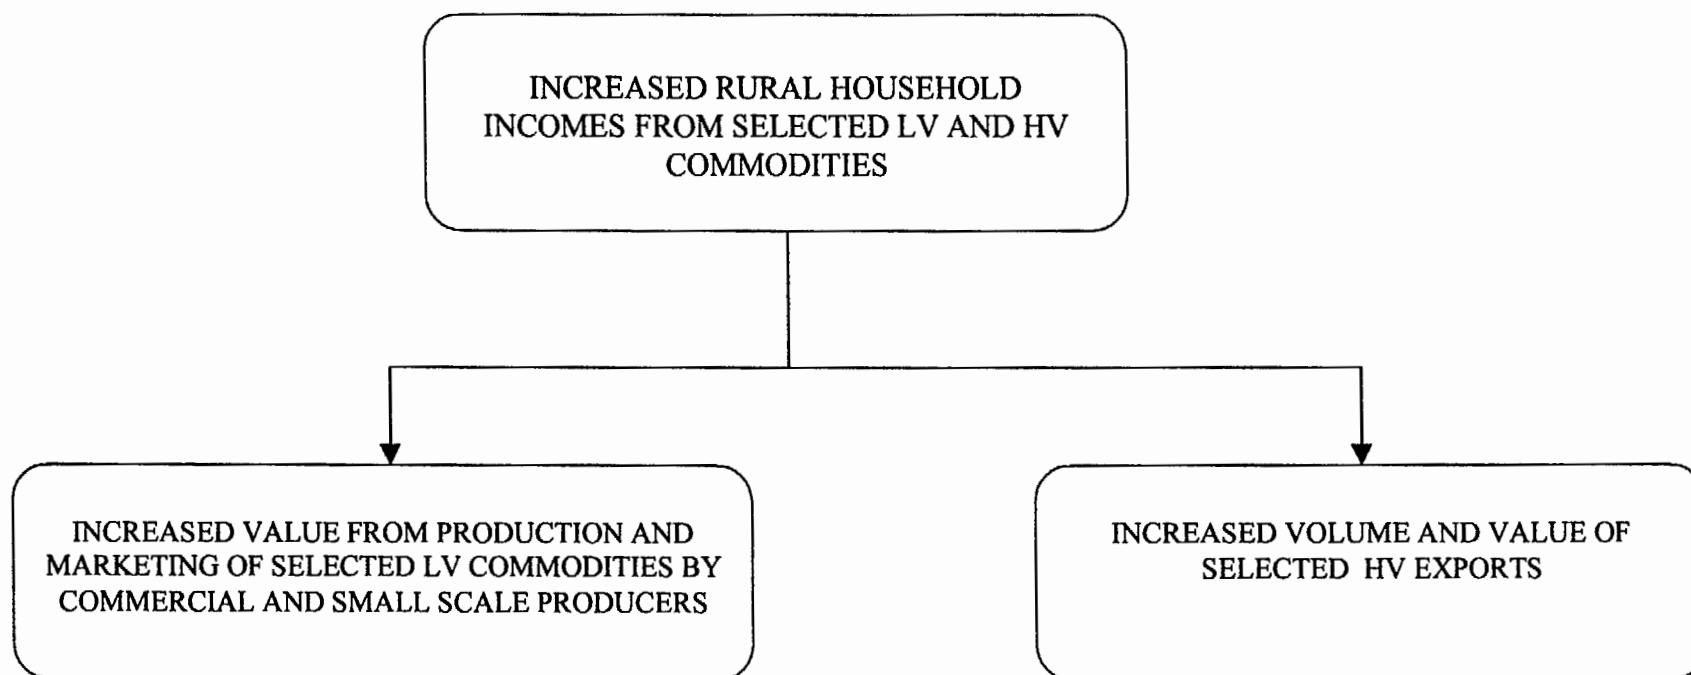 INCREASED RURAL HOUSEHOLD
INCOMES FROM SELECTED LV AND HV
COMMODITIES
INCREASED VALUE FROM PRODUCTION AND
MARKETING OF SELECTED LV COMMODITIES BY
COMMERCIAL AND SMALL SCALE PRODUCERS
INCREASED VOLUME AND VALUE OF
SELECTED HV EXPORTS